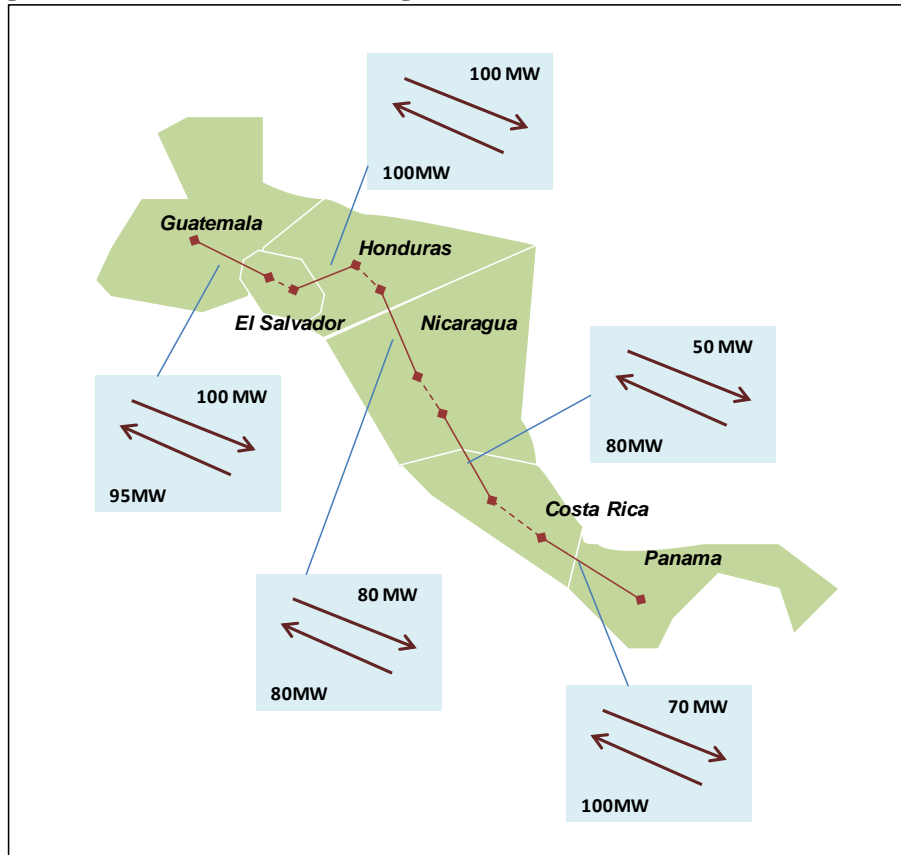 100 MW
100MW
Guatemala
Honduras
El Salvador
Nicaragua
50 MW
80MW
100 MW
95MW
Costa Rica
Panama
80 MW
80MW
70 MW
100MW